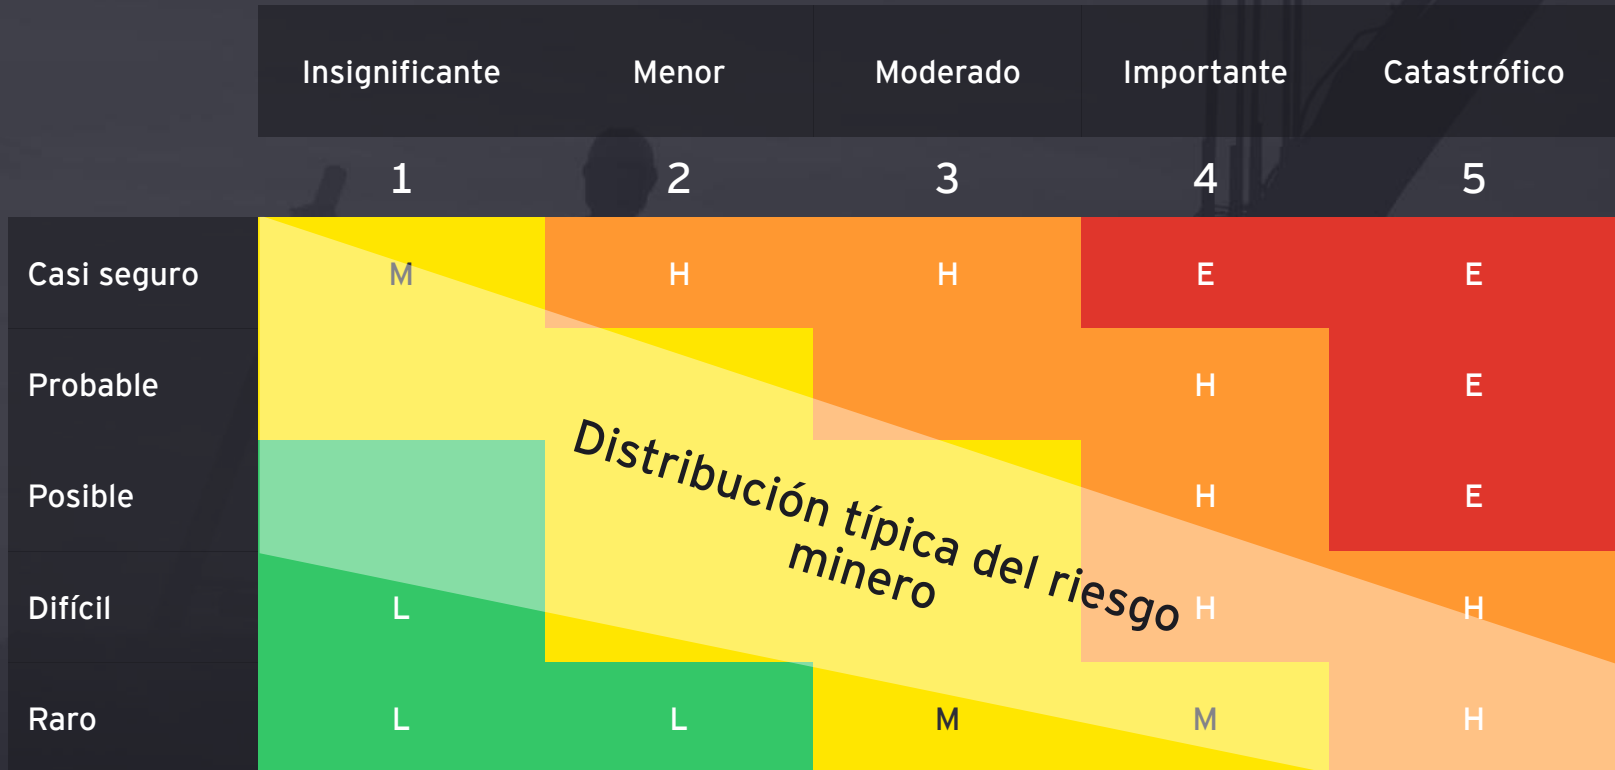 Insignificante Menor Moderado Importante Catastrófico
1 2 3 4 5
Casi seguro M H H E E
Probable H E
Posible H E
Distribución típica del riesgo
minero
Difícil L H H
Raro L L M M H